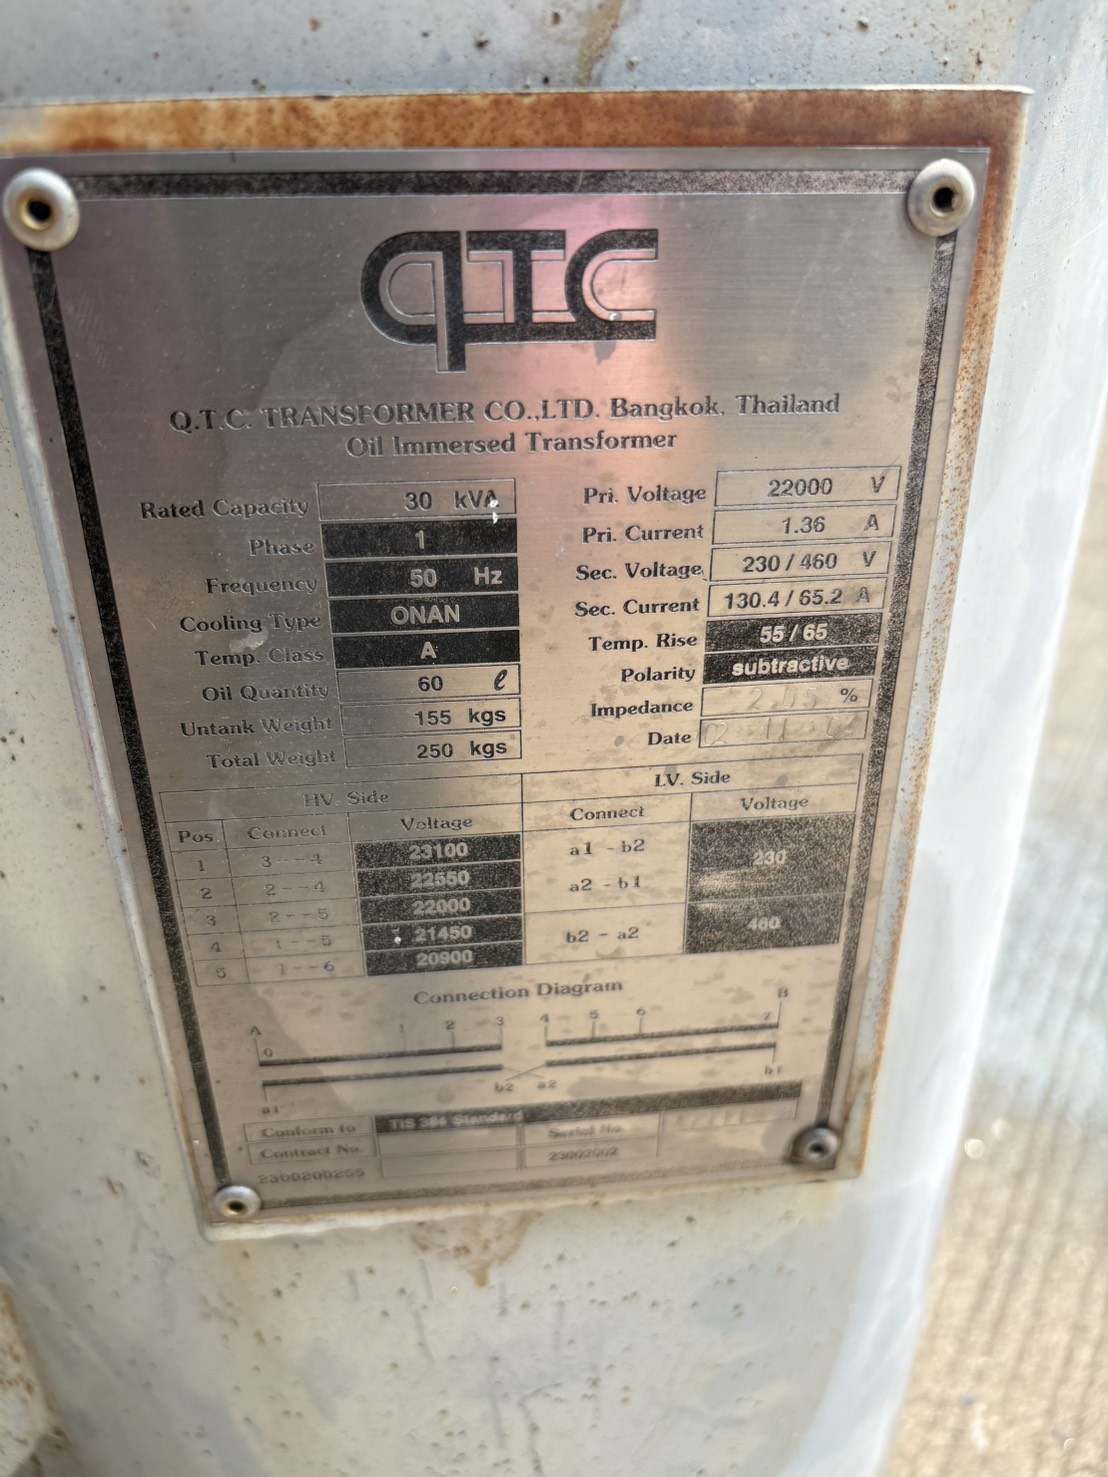 QTC
Q.T.C. TRANSFORMER CO.,LTD. Bangkok, Thailand
Oil Immersed Transformer
Rated Capacity 30 kVA
Phase 1
Frequency 50 Hz
Cooling Type ONAN
Temp. Class A
Oil Quantity 60 ℓ
Untank Weight 155 kgs
Total Weight 250 kgs
Pri. Voltage 22000 V
Pri. Current 1.36 A
Sec. Voltage 230 / 460 V
Sec. Current 130.4 / 65.2 A
Temp. Rise 55 / 65
Polarity subtractive
Impedance %
Date
HV. Side L.V. Side
Pos. Connect Voltage Connect Voltage
1 3---4 23100 a1 - b2 230
2 2--4 22550 a2 - b1
3 2--5 22000
4 1--5 21450 b2 - a2 460
5 1--6 20900
Connection Diagram
A B
0 1 2 3 4 5 6 7
a1 b2 a2 b1
Conform to TIS 384 Standard
Contract No. Serial No.